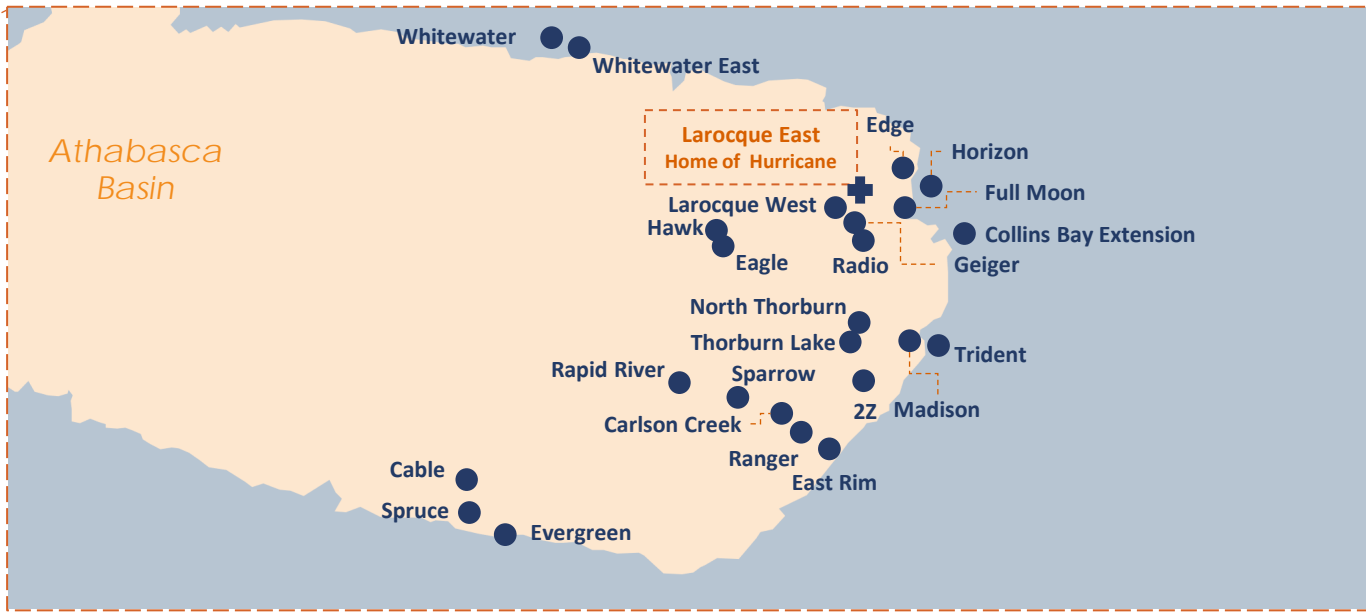 Whitewater
Whitewater East
Athabasca
Basin
Larocque East
Home of Hurricane
Edge
Horizon
Full Moon
Larocque West
Hawk
Eagle
Radio
Collins Bay Extension
Geiger
North Thorburn
Thorburn Lake
Trident
Rapid River
Sparrow
2Z
Madison
Carlson Creek
Ranger
East Rim
Cable
Spruce
Evergreen